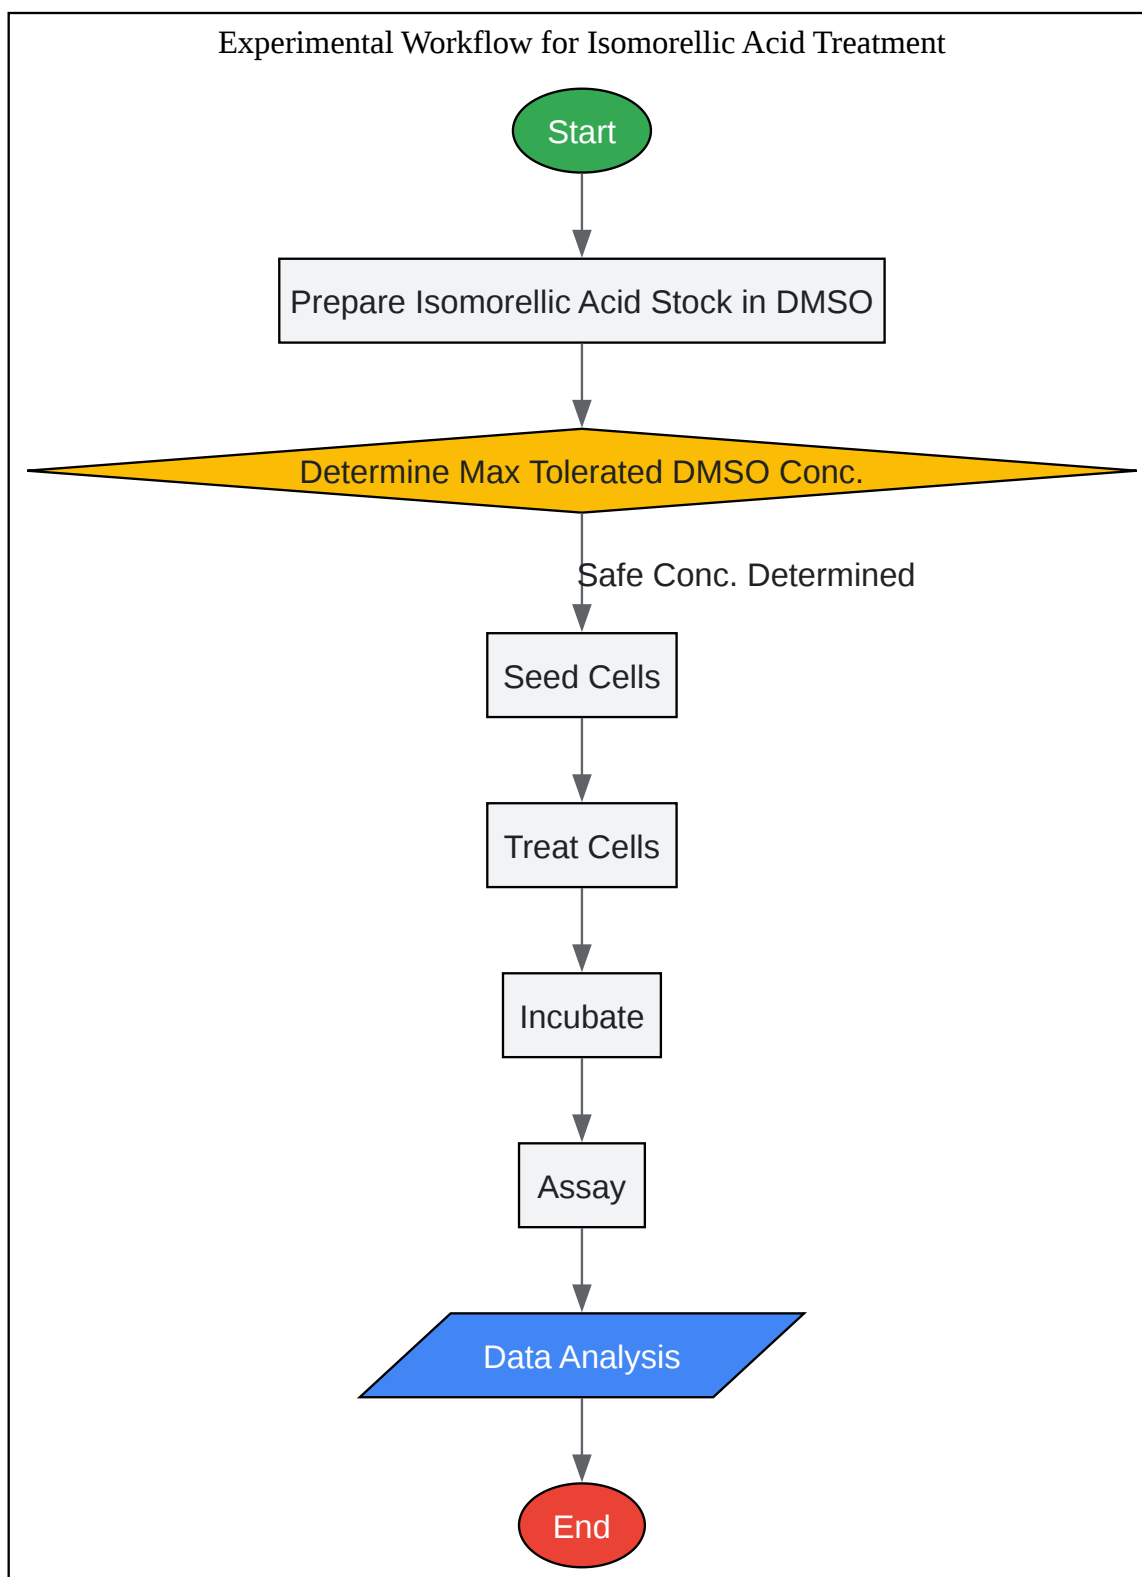 Experimental Workflow for Isomorellic Acid Treatment
Start
Prepare Isomorellic Acid Stock in DMSO
Determine Max Tolerated DMSO Conc.
Safe Conc. Determined
Seed Cells
Treat Cells
Incubate
Assay
Data Analysis
End